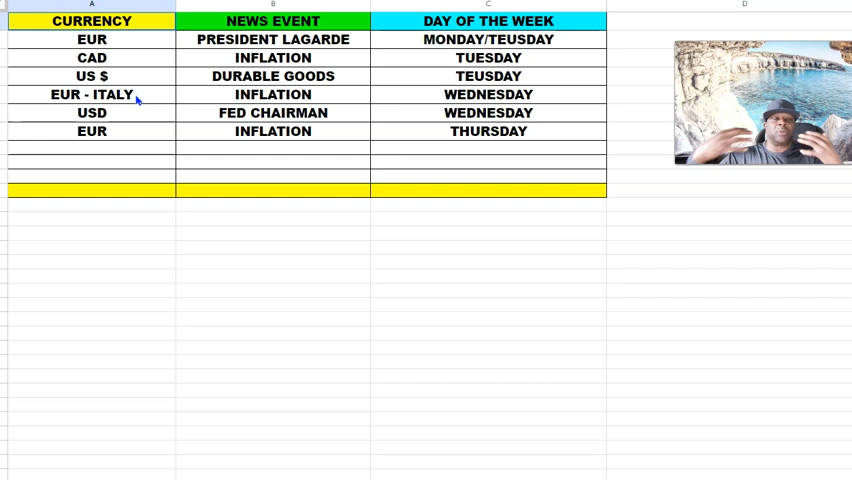 A B C D
CURRENCY NEWS EVENT DAY OF THE WEEK
EUR PRESIDENT LAGARDE MONDAY/TEUSDAY
CAD INFLATION TUESDAY
US $ DURABLE GOODS TEUSDAY
EUR - ITALY INFLATION WEDNESDAY
USD FED CHAIRMAN WEDNESDAY
EUR INFLATION THURSDAY